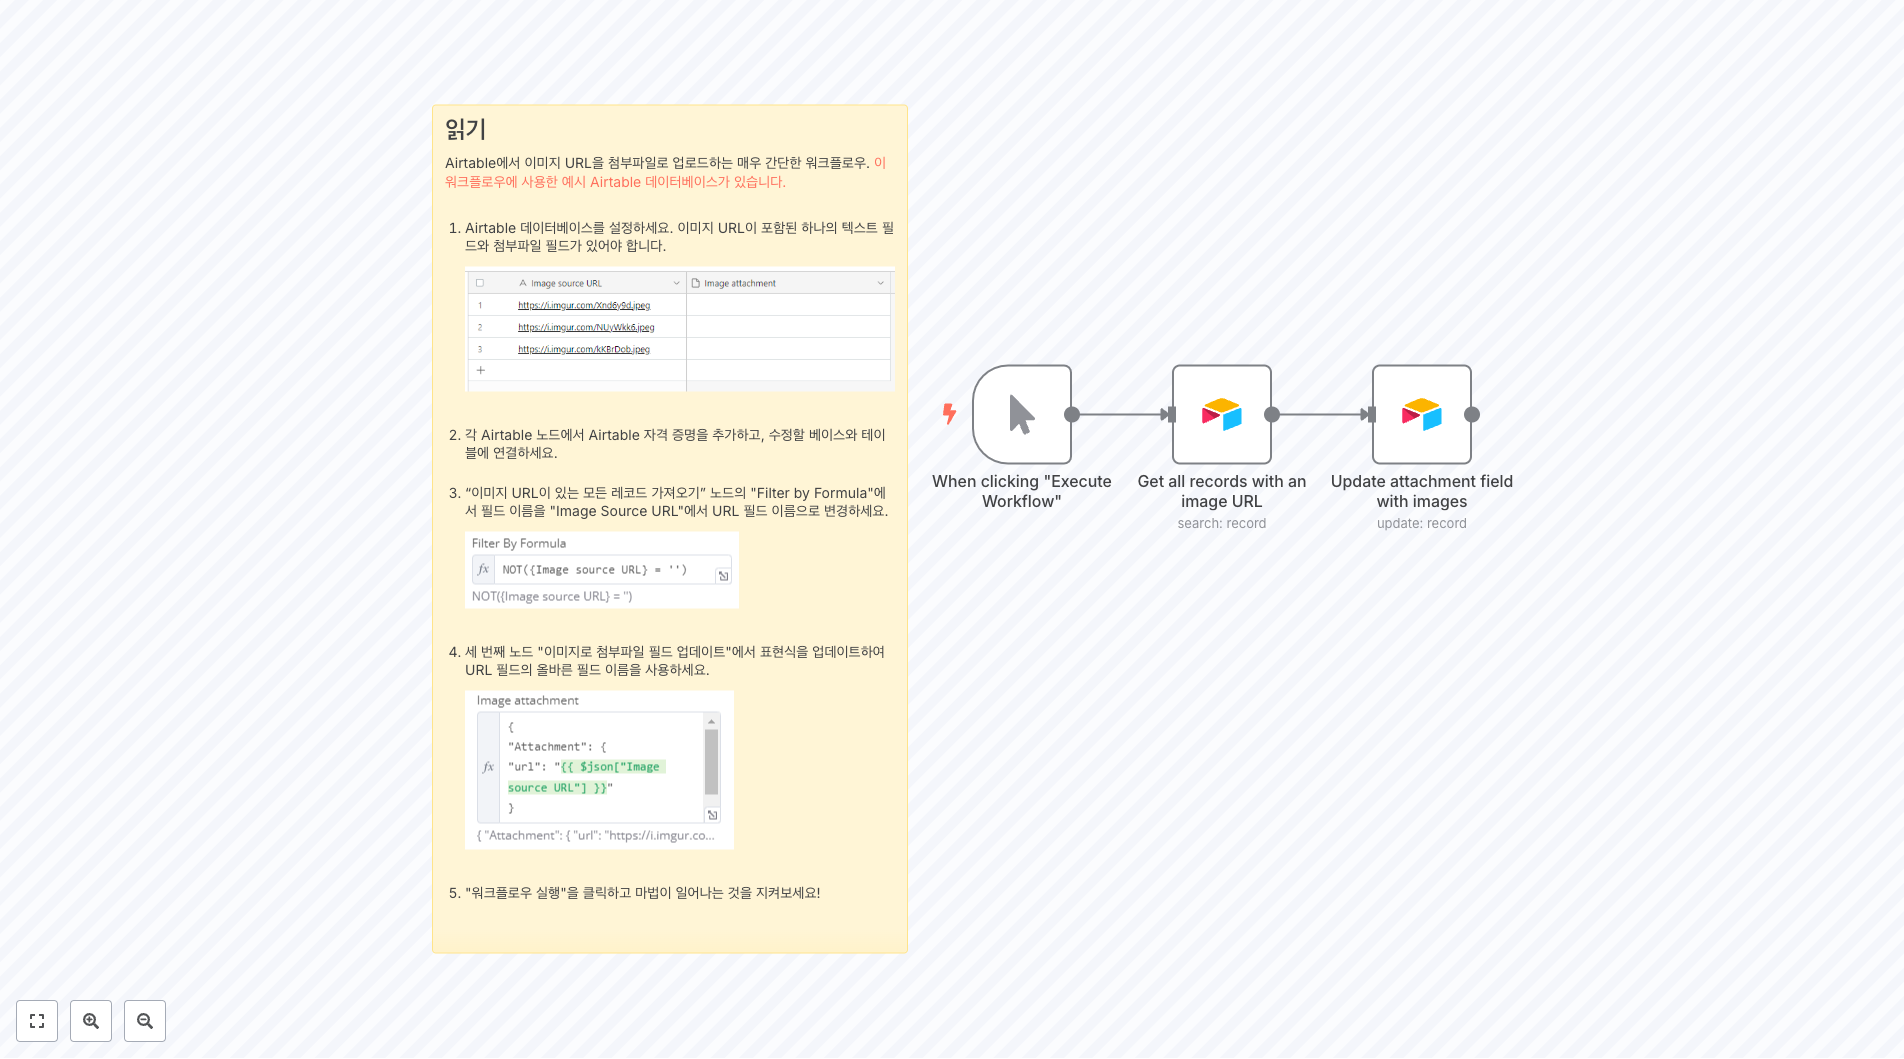 읽기
Airtable에서 이미지 URL을 첨부파일로 업로드하는 매우 간단한 워크플로우. 이
워크플로우에 사용한 예시 Airtable 데이터베이스가 있습니다.
1. Airtable 데이터베이스를 설정하세요. 이미지 URL이 포함된 하나의 텍스트 필
드와 첨부파일 필드가 있어야 합니다.
A Image source URL
Image attachment
1 https://i.imgur.com/Xnd6y9d.jpeg
2 https://i.imgur.com/NUyWkk6.jpeg
3 https://i.imgur.com/kKBrDob.jpeg
+
2. 각 Airtable 노드에서 Airtable 자격 증명을 추가하고, 수정할 베이스와 테이
블에 연결하세요.
3. “이미지 URL이 있는 모든 레코드 가져오기” 노드의 "Filter by Formula"에
서 필드 이름을 "Image Source URL"에서 URL 필드 이름으로 변경하세요.
Filter By Formula
fx NOT({Image source URL} = '')
NOT({Image source URL} = '')
4. 세 번째 노드 "이미지로 첨부파일 필드 업데이트"에서 표현식을 업데이트하여
URL 필드의 올바른 필드 이름을 사용하세요.
Image attachment
{
"Attachment": {
fx "url": "{{ $json["Image
source URL"] }}"
}
{ "Attachment": { "url": "https://i.imgur.co...
5. "워크플로우 실행"을 클릭하고 마법이 일어나는 것을 지켜보세요!
When clicking "Execute
Workflow"
Get all records with an
image URL
search: record
Update attachment field
with images
update: record